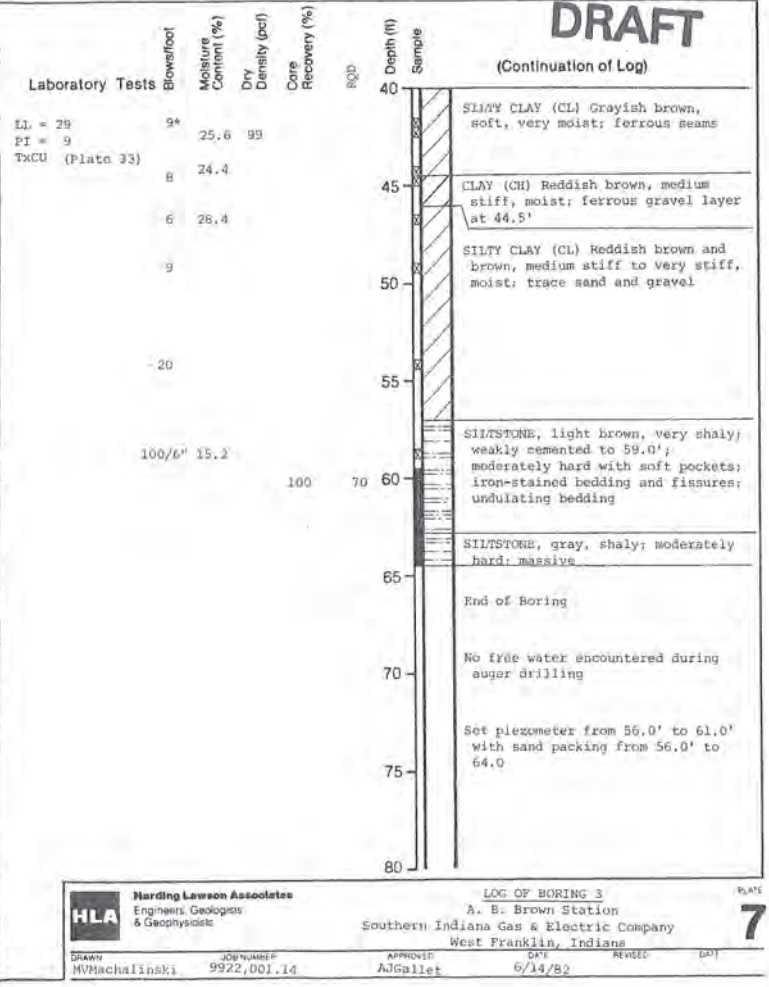 DRAFT
(Continuation of Log)
Laboratory Tests
Blows/foot
Moisture Content (%)
Dry Density (pcf)
Core Recovery (%)
RQD
Depth (ft)
Sample
40
SILTY CLAY (CL) Grayish brown,
soft, very moist; ferrous seams
LL = 29 9*
PI = 9 25.6 99
TxCU (Plate 33)
24.4
8
45
CLAY (CH) Reddish brown, medium
stiff, moist; ferrous gravel layer
at 44.5'
6 28.4
SILTY CLAY (CL) Reddish brown and
brown, medium stiff to very stiff,
moist; trace sand and gravel
9
50
20
55
SILTSTONE, light brown, very shaly;
weakly cemented to 59.0';
moderately hard with soft pockets;
iron-stained bedding and fissures;
undulating bedding
100/6" 15.2
100 70 60
SILTSTONE, gray, shaly; moderately
hard; massive
65
End of Boring
No free water encountered during
auger drilling
70
Set piezometer from 56.0' to 61.0'
with sand packing from 56.0' to
64.0
75
80
HLA
Harding Lawson Associates
Engineers, Geologists
& Geophysicists
LOG OF BORING 3
A. B. Brown Station
Southern Indiana Gas & Electric Company
West Franklin, Indiana
PLATE
7
DRAWN JOB NUMBER APPROVED DATE REVISED DATE
MVMachalinski 9922,001.14 AJGallet 6/14/82